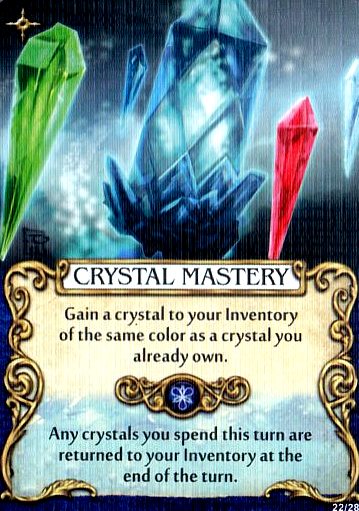 CRYSTAL MASTERY
Gain a crystal to your Inventory
of the same color as a crystal you
already own.
Any crystals you spend this turn are
returned to your Inventory at the
end of the turn.
22/28